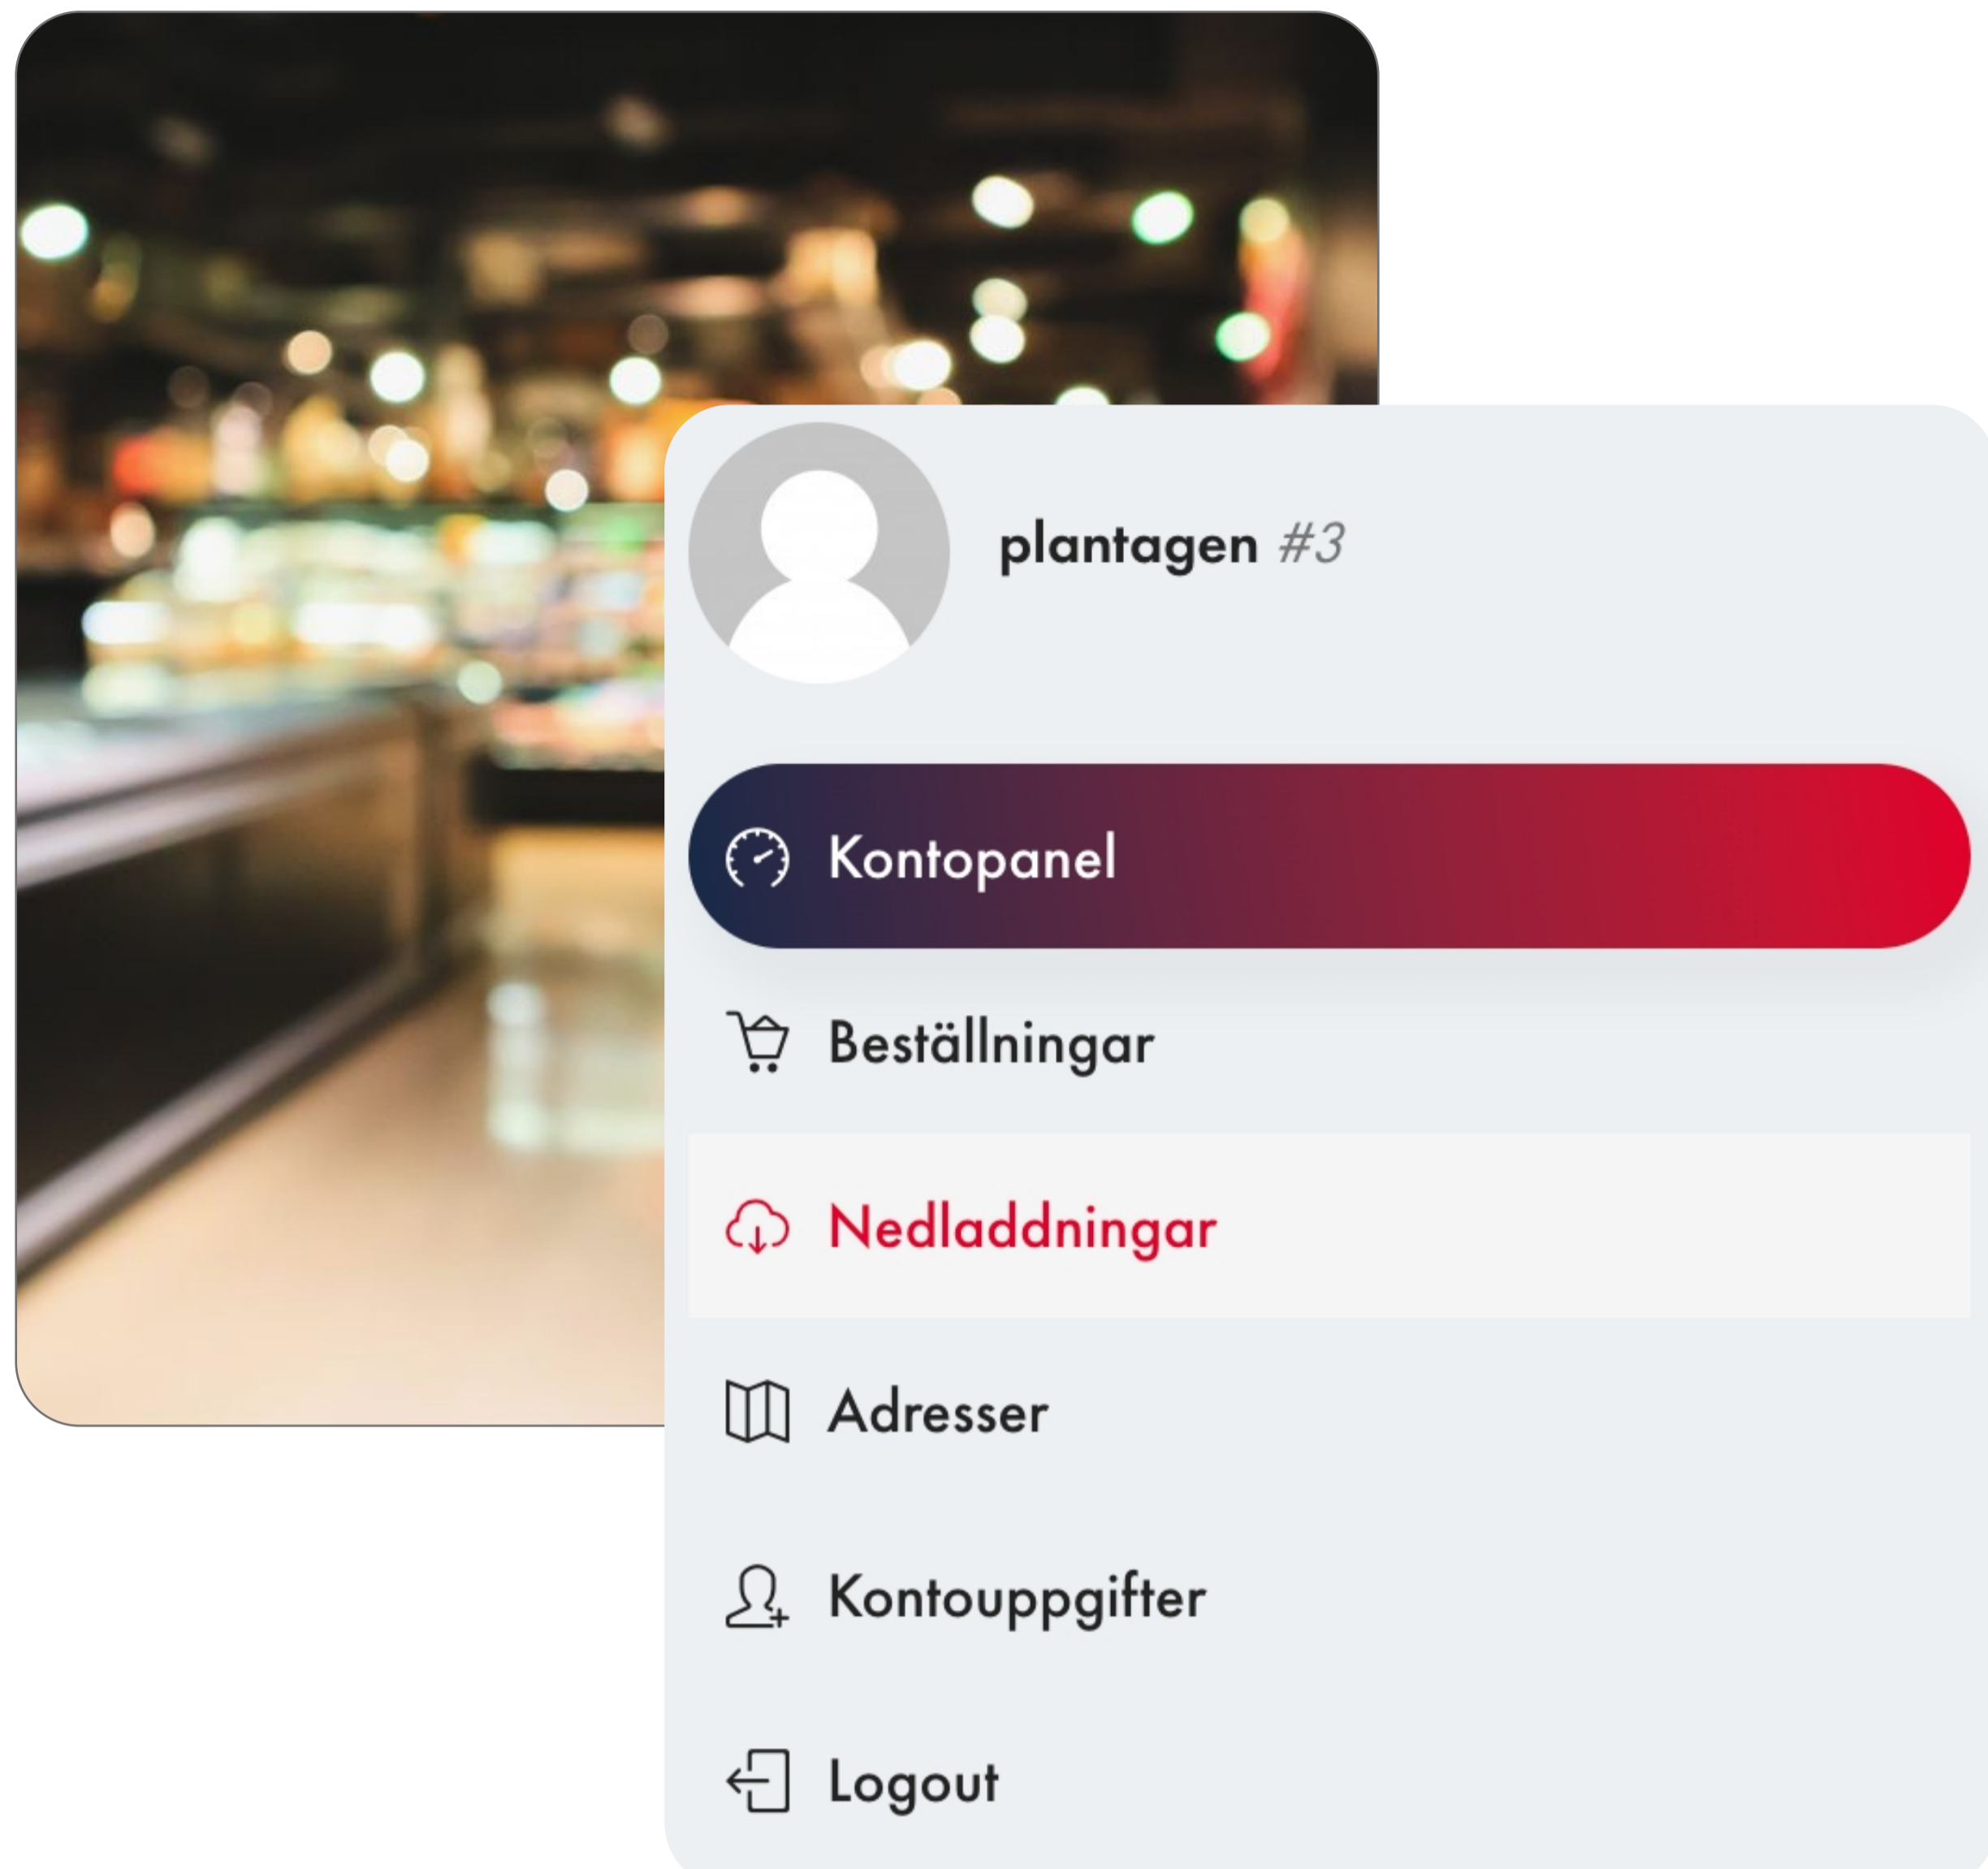 plantagen #3
Kontopanel
Beställningar
Nedladdningar
Adresser
Kontouppgifter
Logout